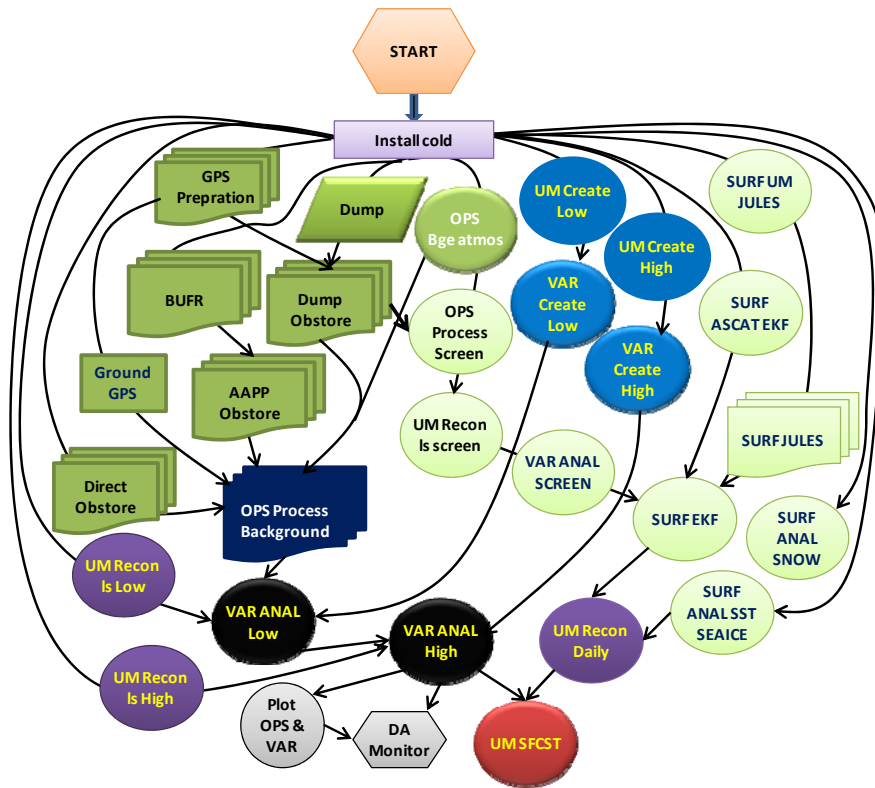 START
Install cold
GPS
Prepration
Dump
OPS
Bge atmos
UM Create
Low
SURF UM
JULES
UM Create
High
BUFR
Dump
Obstore
VAR
Create
Low
OPS
Process
Screen
SURF
ASCAT EKF
VAR
Create
High
Ground
GPS
AAPP
Obstore
UM Recon
ls screen
SURF JULES
VAR ANAL
SCREEN
Direct
Obstore
OPS Process
Background
SURF EKF
SURF
ANAL
SNOW
UM Recon
ls Low
VAR ANAL
Low
VAR ANAL
High
UM Recon
Daily
SURF
ANAL SST
SEAICE
UM Recon
ls High
Plot
OPS &
VAR
DA
Monitor
UM SFCST